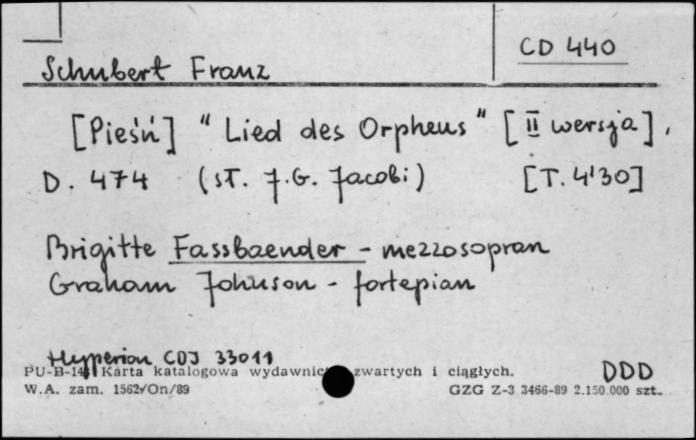 CD 440
Schubert Franz
[Pieśń] "Lied des Orpheus" [II wersja],
D. 474 (sł. J.G. Jacobi) [T. 4'30]
Brigitte Fassbaender - mezzosopran
Graham Johnson - fortepian
Hyperion CDJ 33011
PU-B-141 Karta katalogowa wydawnictw zwartych i ciągłych. DDD
W.A. zam. 1562/On/89 GZG Z-3 3466-89 2.150.000 szt.